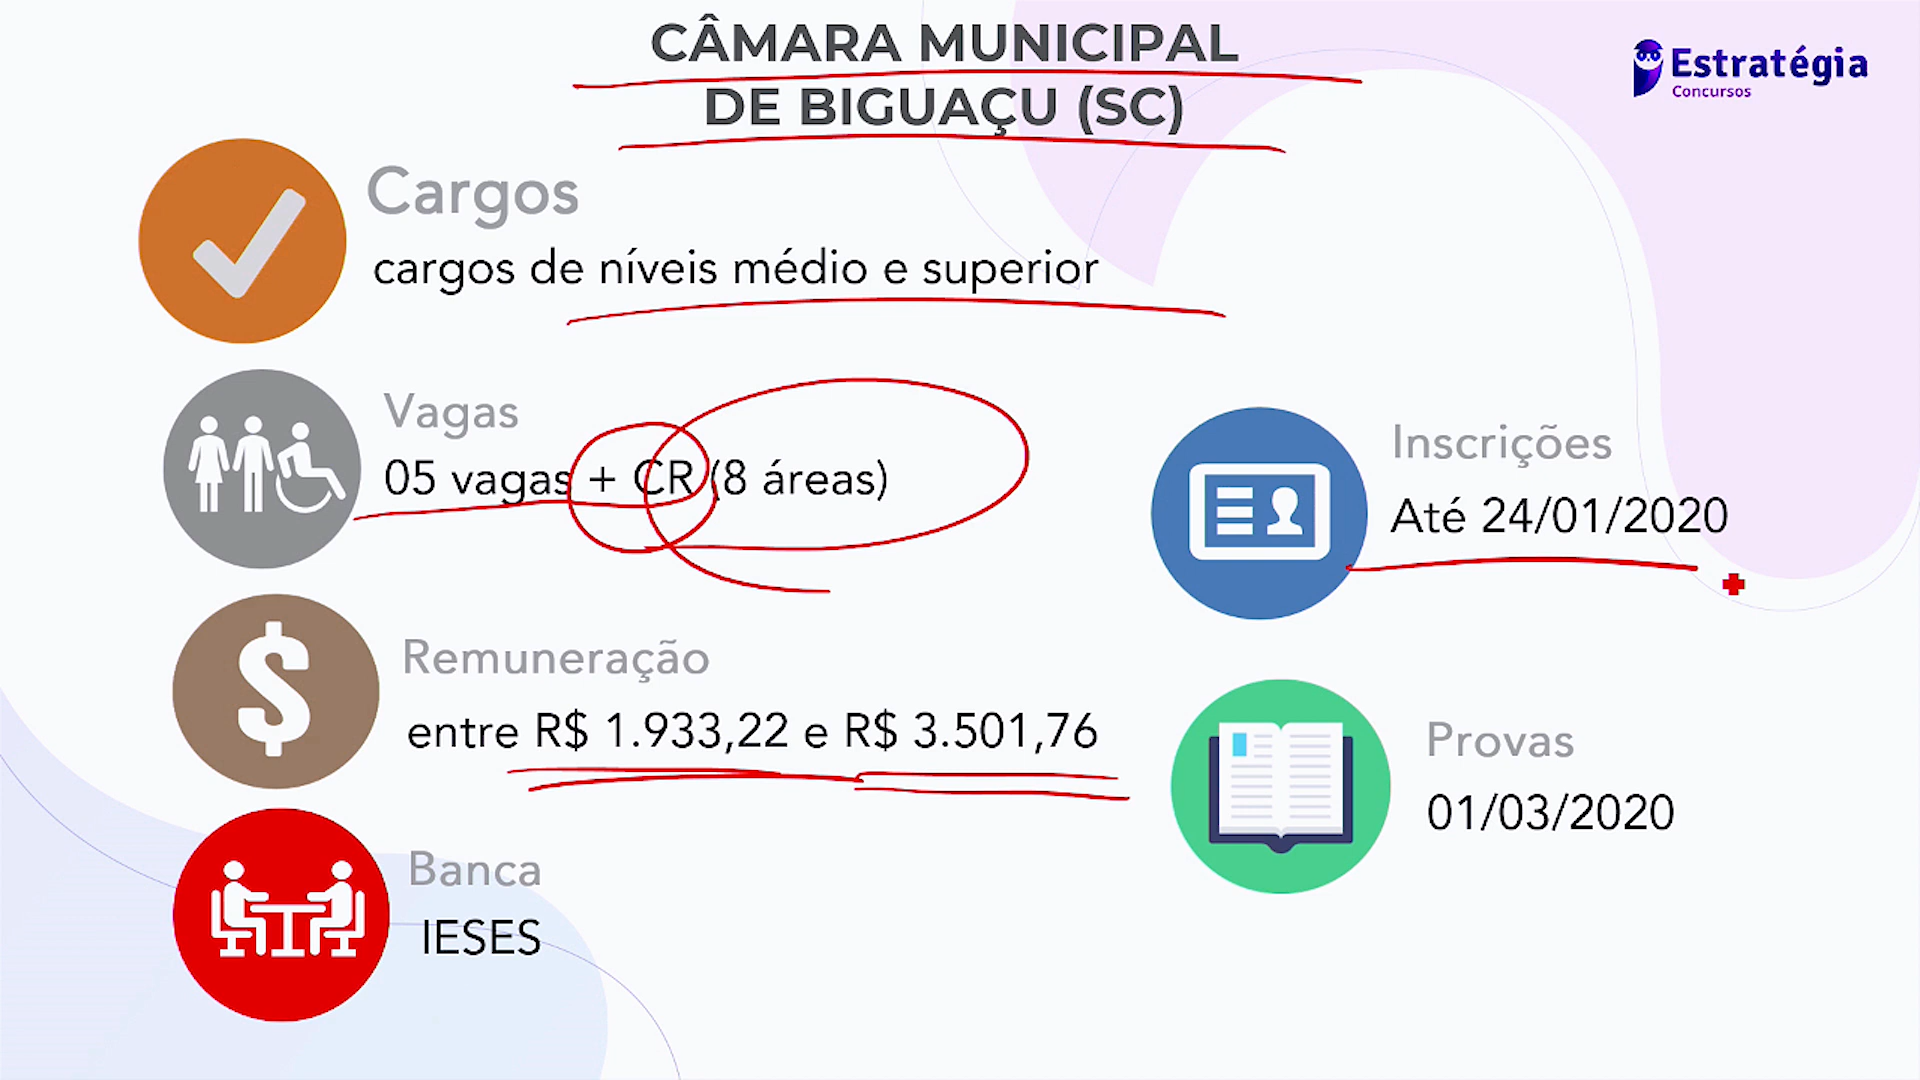 CÂMARA MUNICIPAL
DE BIGUAÇU (SC)
Estratégia
Concursos
Cargos
cargos de níveis médio e superior
Vagas
05 vagas + CR (8 áreas)
Remuneração
entre R$ 1.933,22 e R$ 3.501,76
Banca
IESES
Inscrições
Até 24/01/2020
Provas
01/03/2020